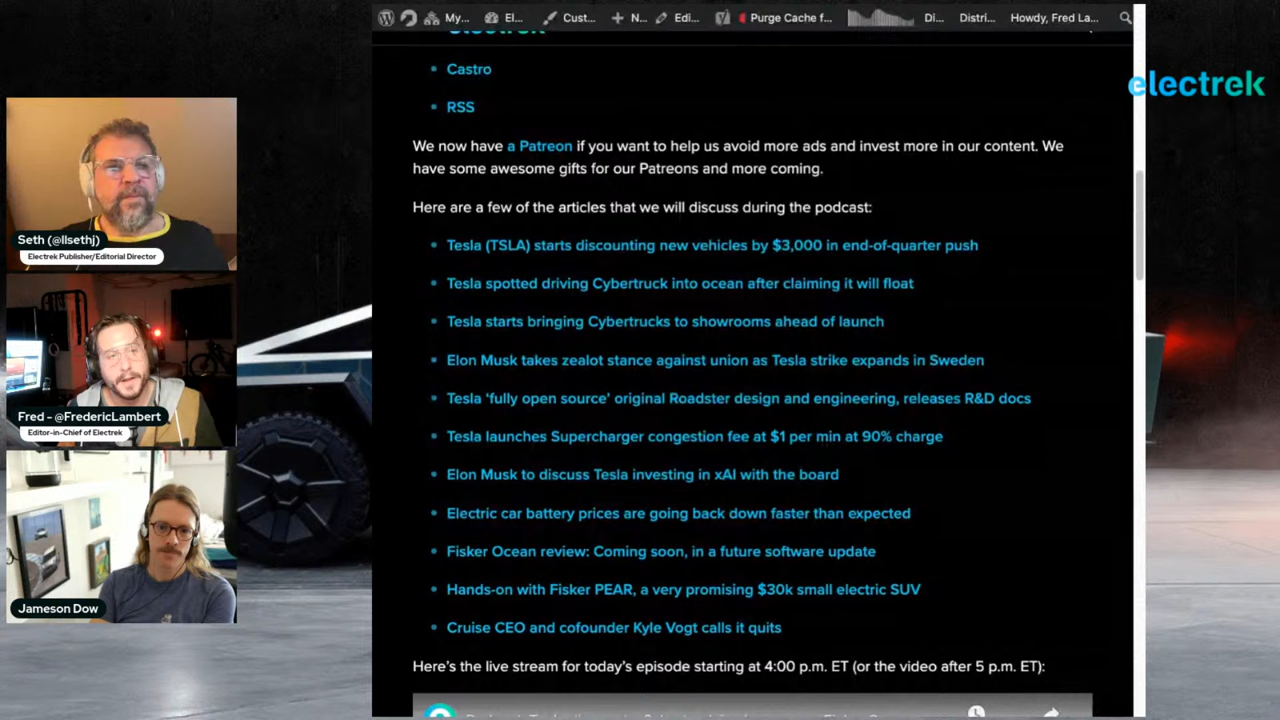 My...
El...
Cust...
N...
Edi...
Purge Cache f...
Di...
Distri...
Howdy, Fred La...
electrek
electrek
Castro
RSS
We now have a Patreon if you want to help us avoid more ads and invest more in our content. We
have some awesome gifts for our Patreons and more coming.
Here are a few of the articles that we will discuss during the podcast:
Tesla (TSLA) starts discounting new vehicles by $3,000 in end-of-quarter push
Tesla spotted driving Cybertruck into ocean after claiming it will float
Tesla starts bringing Cybertrucks to showrooms ahead of launch
Elon Musk takes zealot stance against union as Tesla strike expands in Sweden
Tesla ‘fully open source’ original Roadster design and engineering, releases R&D docs
Tesla launches Supercharger congestion fee at $1 per min at 90% charge
Elon Musk to discuss Tesla investing in xAI with the board
Electric car battery prices are going back down faster than expected
Fisker Ocean review: Coming soon, in a future software update
Hands-on with Fisker PEAR, a very promising $30k small electric SUV
Cruise CEO and cofounder Kyle Vogt calls it quits
Here’s the live stream for today’s episode starting at 4:00 p.m. ET (or the video after 5 p.m. ET):
Seth (@llsethj)
Electrek Publisher/Editorial Director
Fred - @FredericLambert
Editor-in-Chief of Electrek
Jameson Dow